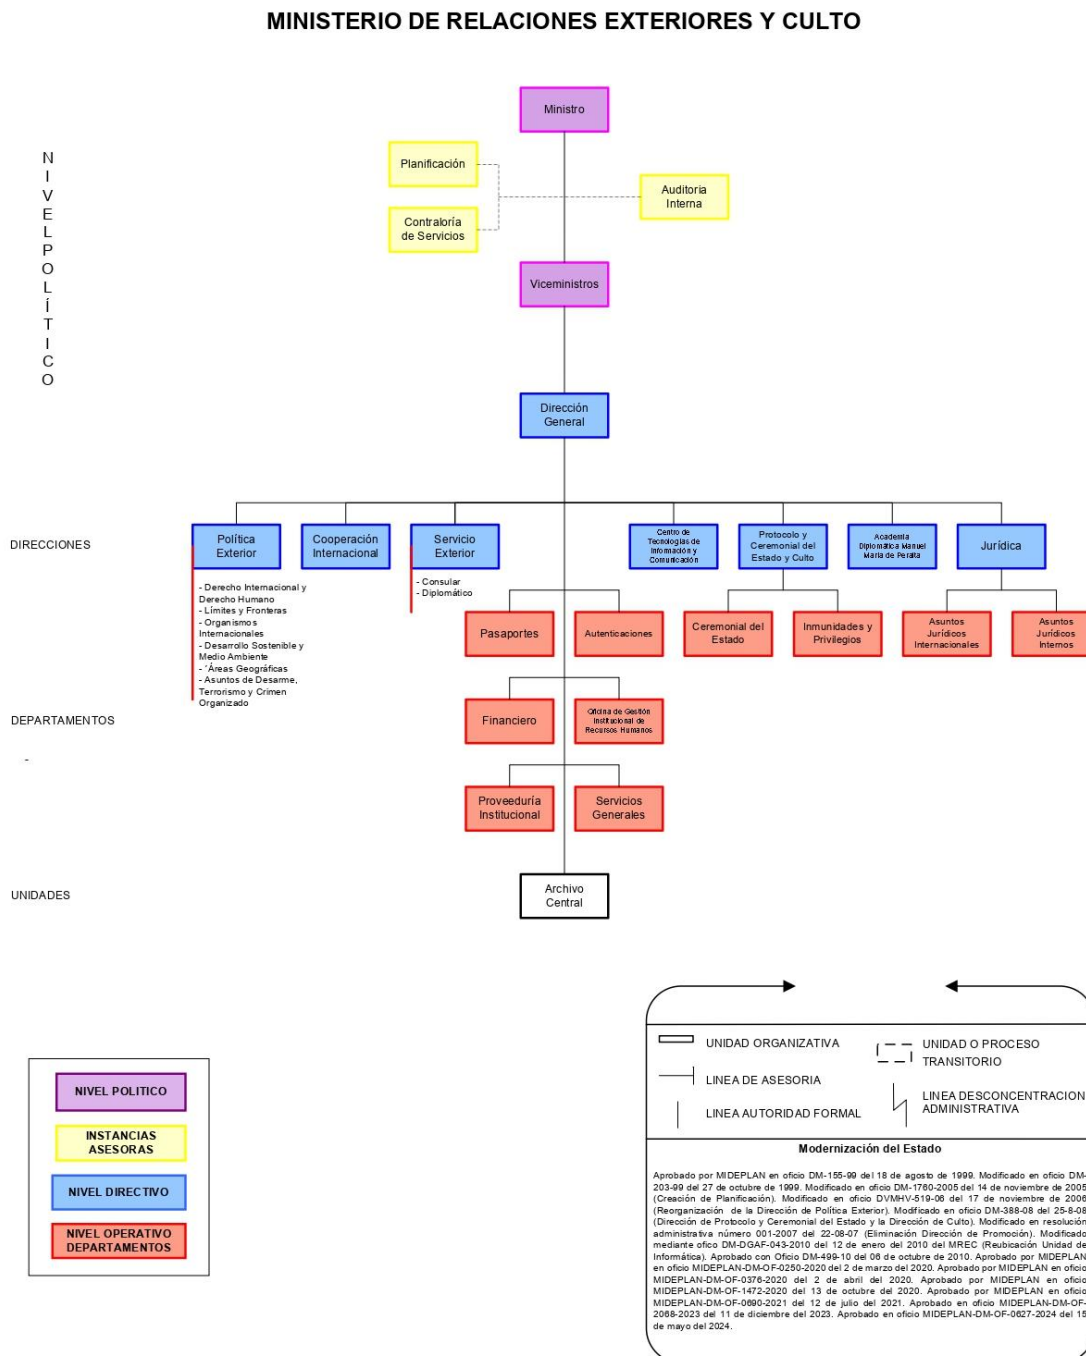 MINISTERIO DE RELACIONES EXTERIORES Y CULTO
NIVEL POLÍTICO
Ministro
Planificación
Auditoria
Interna
Contraloría
de Servicios
Viceministros
Dirección
General
DIRECCIONES
Política
Exterior
Cooperación
Internacional
Servicio
Exterior
Centro de
Tecnologías de
Información y
Comunicación
Protocolo y
Ceremonial del
Estado y Culto
Academia
Diplomática Manuel
María de Peralta
Jurídica
- Derecho Internacional y
Derecho Humano
- Límites y Fronteras
- Organismos
Internacionales
- Desarrollo Sostenible y
Medio Ambiente
- ´Áreas Geográficas
- Asuntos de Desarme,
Terrorismo y Crimen
Organizado
- Consular
- Diplomático
Pasaportes
Autenticaciones
Ceremonial del
Estado
Inmunidades y
Privilegios
Asuntos
Jurídicos
Internacionales
Asuntos
Jurídicos
Internos
DEPARTAMENTOS
-
Financiero
Oficina de Gestión
Institucional de
Recursos Humanos
Proveeduría
Institucional
Servicios
Generales
UNIDADES
Archivo
Central
NIVEL POLITICO
INSTANCIAS
ASESORAS
NIVEL DIRECTIVO
NIVEL OPERATIVO
DEPARTAMENTOS
UNIDAD ORGANIZATIVA
UNIDAD O PROCESO
TRANSITORIO
LINEA DE ASESORIA
LINEA AUTORIDAD FORMAL
LINEA DESCONCENTRACION
ADMINISTRATIVA
Modernización del Estado
Aprobado por MIDEPLAN en oficio DM-155-99 del 18 de agosto de 1999. Modificado en oficio DM-
203-99 del 27 de octubre de 1999. Modificado en oficio DM-1760-2005 del 14 de noviembre de 2005
(Creación de Planificación). Modificado en oficio DVMHV-519-06 del 17 de noviembre de 2006
(Reorganización de la Dirección de Política Exterior). Modificado en oficio DM-388-08 del 25-8-08
(Dirección de Protocolo y Ceremonial del Estado y la Dirección de Culto). Modificado en resolución
administrativa número 001-2007 del 22-08-07 (Eliminación Dirección de Promoción). Modificado
mediante ofico DM-DGAF-043-2010 del 12 de enero del 2010 del MREC (Reubicación Unidad de
Informática). Aprobado con Oficio DM-499-10 del 06 de octubre de 2010. Aprobado por MIDEPLAN
en oficio MIDEPLAN-DM-OF-0250-2020 del 2 de marzo del 2020. Aprobado por MIDEPLAN en oficio
MIDEPLAN-DM-OF-0376-2020 del 2 de abril del 2020. Aprobado por MIDEPLAN en oficio
MIDEPLAN-DM-OF-1472-2020 del 13 de octubre del 2020. Aprobado por MIDEPLAN en oficio
MIDEPLAN-DM-OF-0690-2021 del 12 de julio del 2021. Aprobado en oficio MIDEPLAN-DM-OF-
2068-2023 del 11 de diciembre del 2023. Aprobado en oficio MIDEPLAN-DM-OF-0627-2024 del 15
de mayo del 2024.